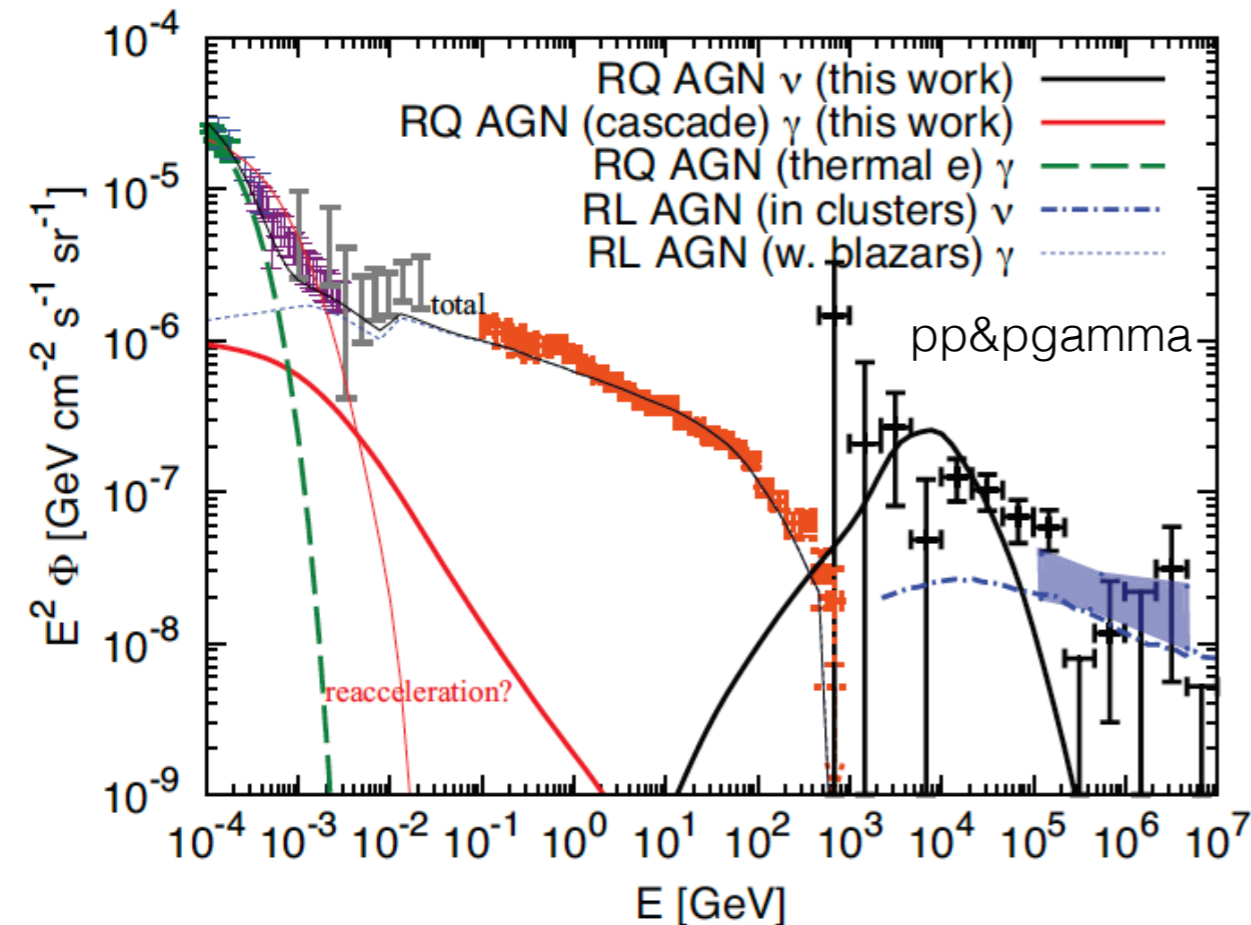 10⁻⁴
10⁻⁵
10⁻⁶
10⁻⁷
10⁻⁸
10⁻⁹
E² Φ [GeV cm⁻² s⁻¹ sr⁻¹]
RQ AGN ν (this work)
RQ AGN (cascade) γ (this work)
RQ AGN (thermal e) γ
RL AGN (in clusters) ν
RL AGN (w. blazars) γ
total
pp&pgamma
reacceleration?
10⁻⁴ 10⁻³ 10⁻² 10⁻¹ 10⁰ 10¹ 10² 10³ 10⁴ 10⁵ 10⁶ 10⁷
E [GeV]